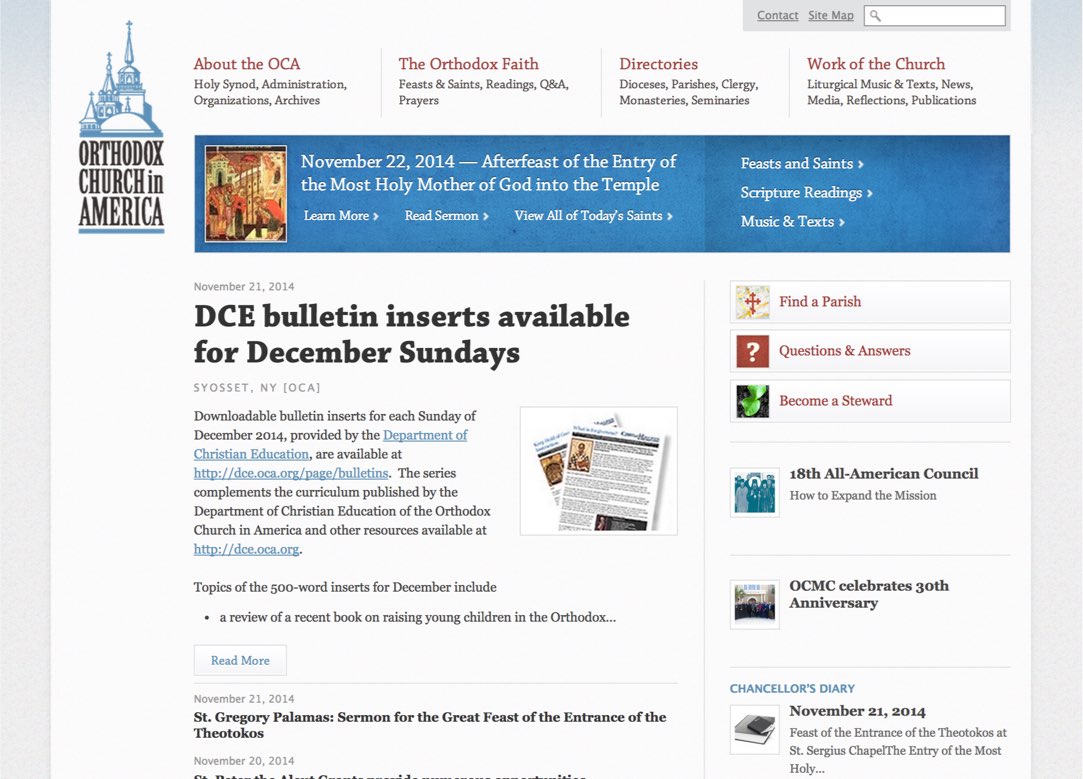 Contact Site Map
ORTHODOX
CHURCH in
AMERICA
About the OCA
Holy Synod, Administration,
Organizations, Archives
The Orthodox Faith
Feasts & Saints, Readings, Q&A,
Prayers
Directories
Dioceses, Parishes, Clergy,
Monasteries, Seminaries
Work of the Church
Liturgical Music & Texts, News,
Media, Reflections, Publications
November 22, 2014 — Afterfeast of the Entry of
the Most Holy Mother of God into the Temple
Learn More › Read Sermon › View All of Today's Saints ›
Feasts and Saints ›
Scripture Readings ›
Music & Texts ›
November 21, 2014
DCE bulletin inserts available
for December Sundays
SYOSSET, NY [OCA]
Downloadable bulletin inserts for each Sunday of
December 2014, provided by the Department of
Christian Education, are available at
http://dce.oca.org/page/bulletins. The series
complements the curriculum published by the
Department of Christian Education of the Orthodox
Church in America and other resources available at
http://dce.oca.org.
Topics of the 500-word inserts for December include
• a review of a recent book on raising young children in the Orthodox...
Read More
November 21, 2014
St. Gregory Palamas: Sermon for the Great Feast of the Entrance of the
Theotokos
November 20, 2014
St. Peter the Aleut Grants provide numerous opportunities
Find a Parish
?
Questions & Answers
Become a Steward
18th All-American Council
How to Expand the Mission
OCMC celebrates 30th
Anniversary
CHANCELLOR'S DIARY
November 21, 2014
Feast of the Entrance of the Theotokos at
St. Sergius ChapelThe Entry of the Most
Holy...